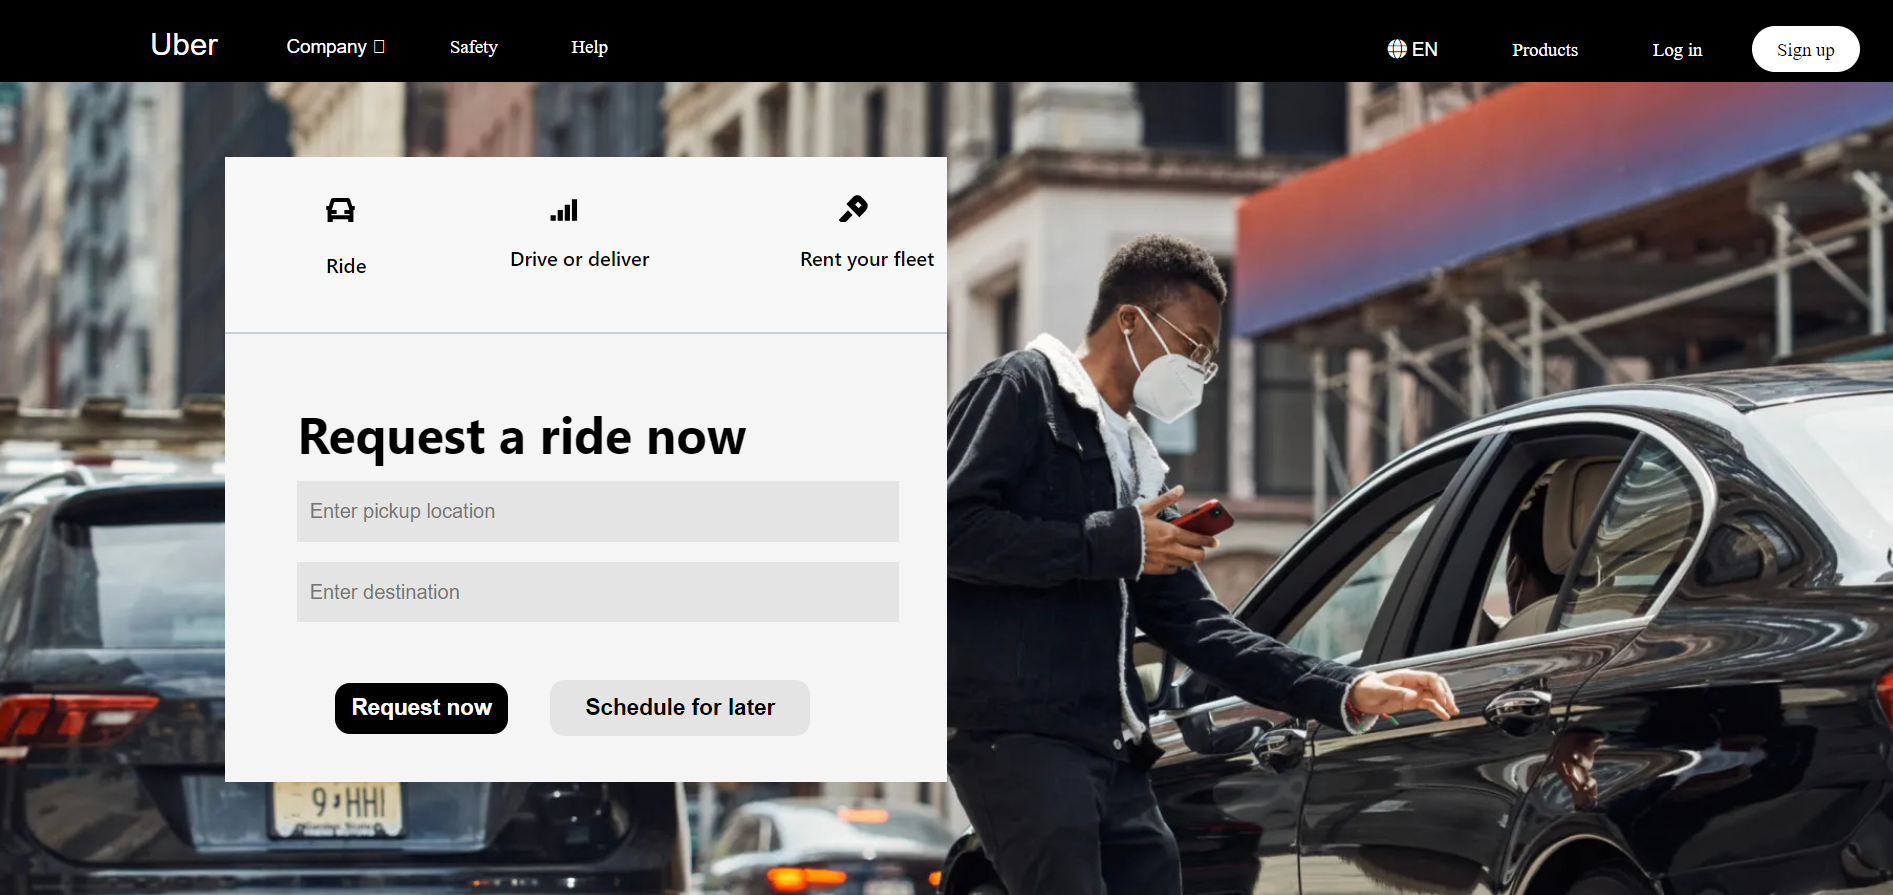 Uber Company Safety Help EN Products Log in Sign up
Ride Drive or deliver Rent your fleet
Request a ride now
Enter pickup location
Enter destination
Request now Schedule for later
9 HHI